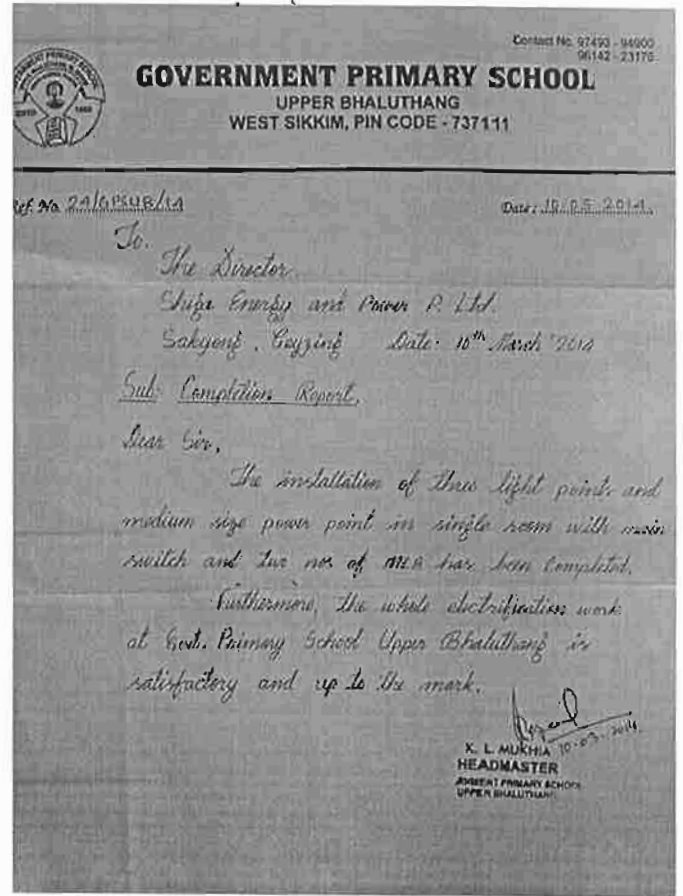 Contact No. 97493 - 94900
96142 - 23176
GOVERNMENT PRIMARY SCHOOL
UPPER BHALUTHANG
WEST SIKKIM, PIN CODE - 737111
Ref. No. 24/GPSUB/14
Date: 10.03.2014.
To.
The Director
Shiga Energy and Power P. Ltd.
Sakyong, Geyzing Date: 10th March 2014
Sub: Completion Report.
Dear Sir,
The installation of three light points and
medium size power point in single room with main
switch and two nos of has been completed.
Furthermore, the whole electrification work
at Govt. Primary School Upper Bhaluthang is
satisfactory and up to the mark.
10-03-2014
K. L. MUKHIA
HEADMASTER
PRIMARY SCHOOL
UPPER BHALUTHANG